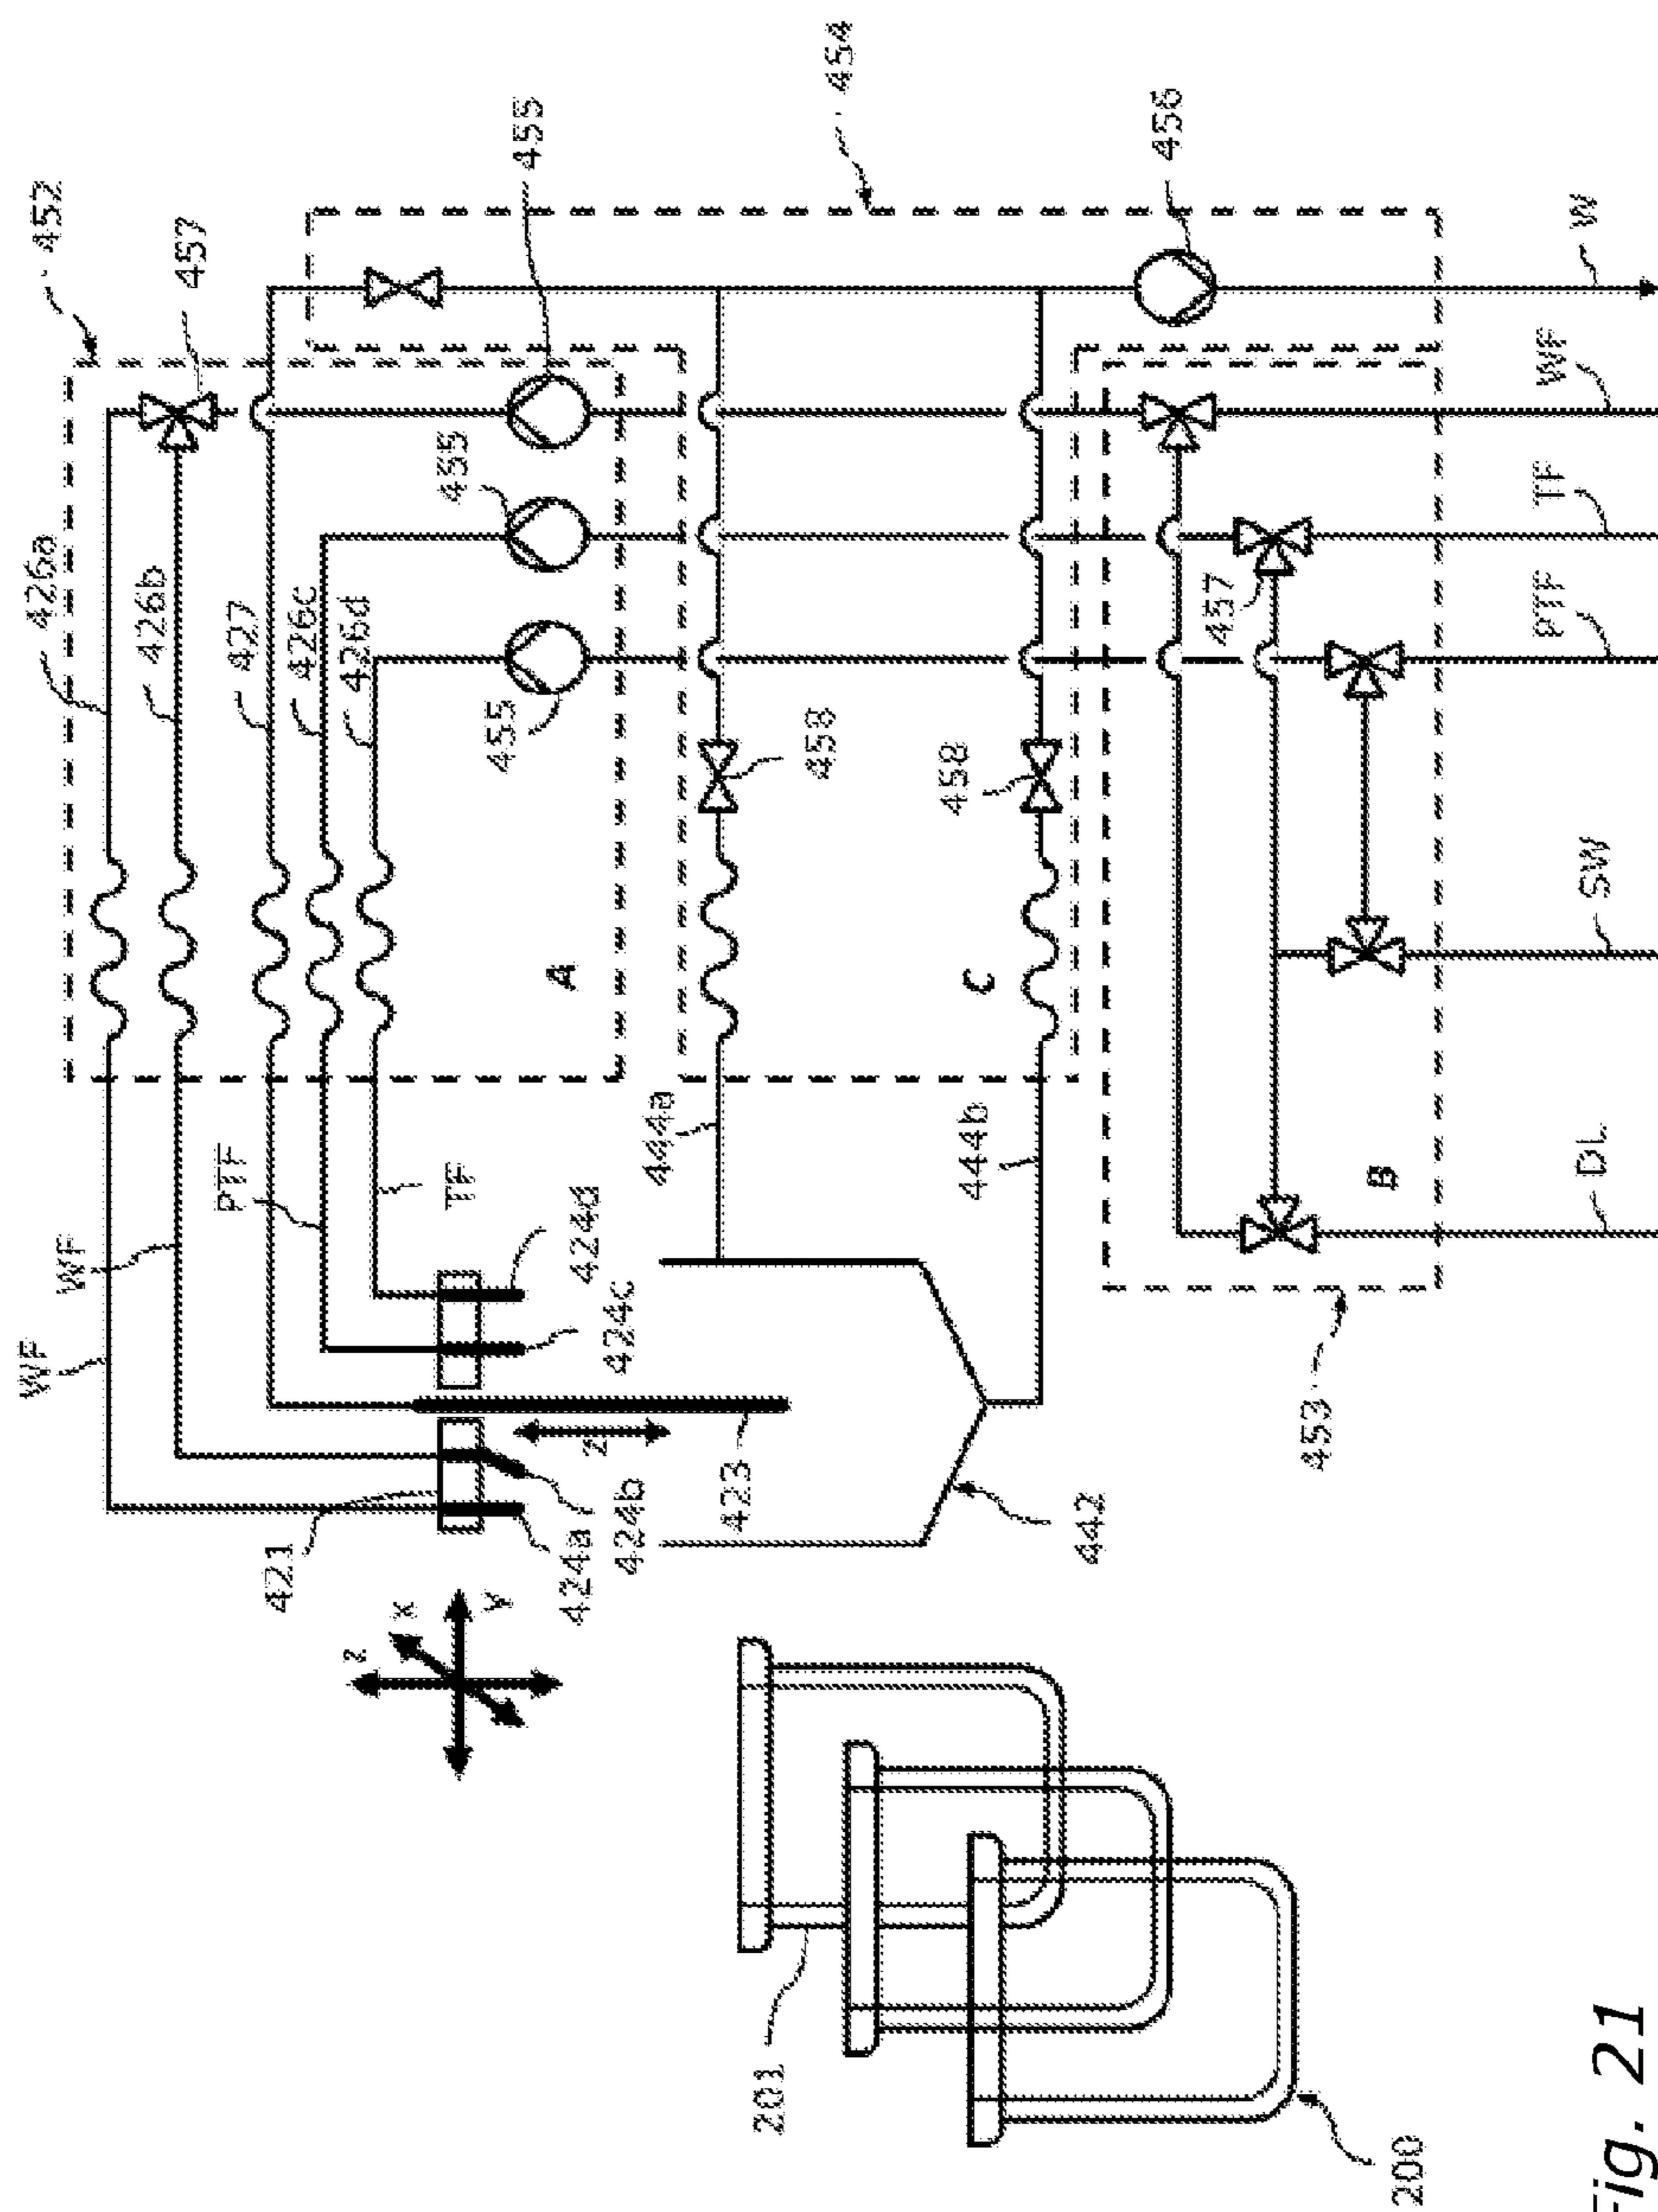 452
457
455
454
456
426a
426b
427
426c
426d
455
455
458
458
457
W
WF
TF
PTF
SW
DL
A
C
B
WF
WF
PTF
TF
444a
444b
424d
424c
453
421
424a
424b
423
z
442
z
x
Y
201
200
Fig. 21